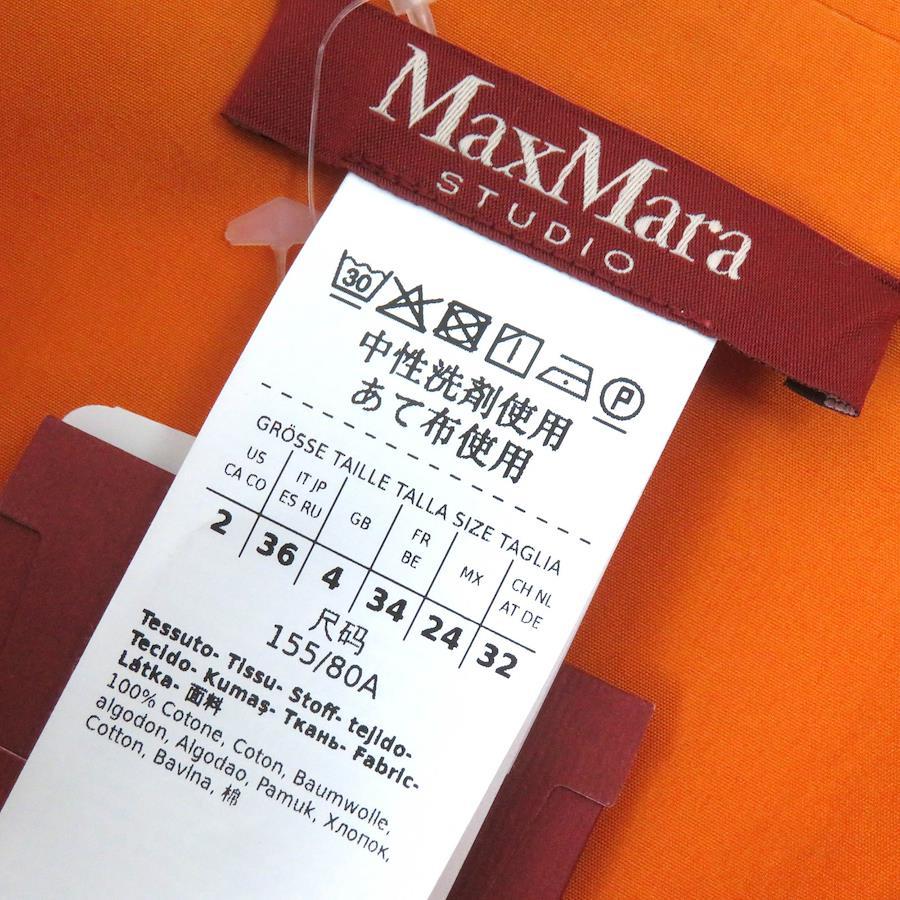 MaxMara
STUDIO
30
P
中性洗剤使用
あて布使用
GRÖSSE TAILLE TALLA SIZE TAGLIA
US IT JP GB FR MX CH NL
CA CO ES RU BE AT DE
2 36 4 34 24 32
尺码
155/80A
Tessuto- Tissu- Stoff- tejido-
Tecido- Kumaş- Ткань- Fabric-
Látka- 面料
100% Cotone, Coton, Baumwolle,
algodon, Algodao, Pamuk, Хлопок,
Cotton, Bavlna, 棉